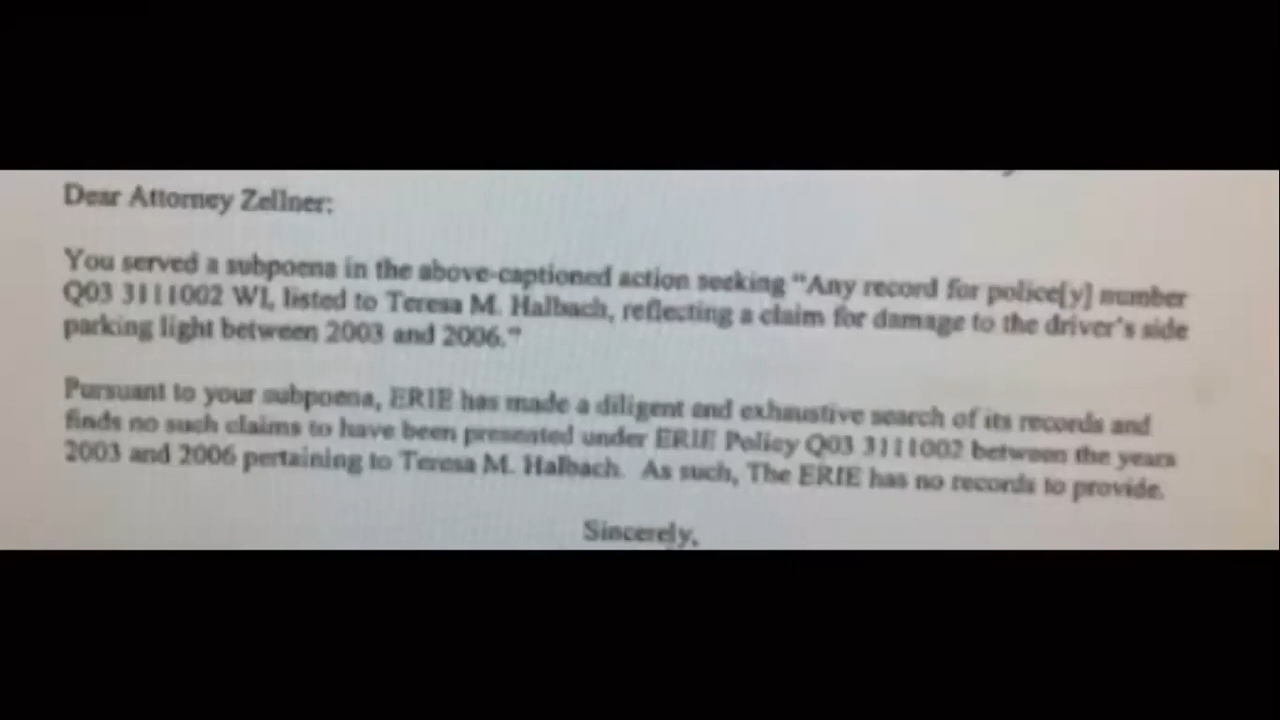 Dear Attorney Zellner:
You served a subpoena in the above-captioned action seeking "Any record for police[y] number
Q03 3111002 WI, listed to Teresa M. Halbach, reflecting a claim for damage to the driver's side
parking light between 2003 and 2006."
Pursuant to your subpoena, ERIE has made a diligent and exhaustive search of its records and
finds no such claims to have been presented under ERIE Policy Q03 3111002 between the years
2003 and 2006 pertaining to Teresa M. Halbach. As such, The ERIE has no records to provide.
Sincerely,